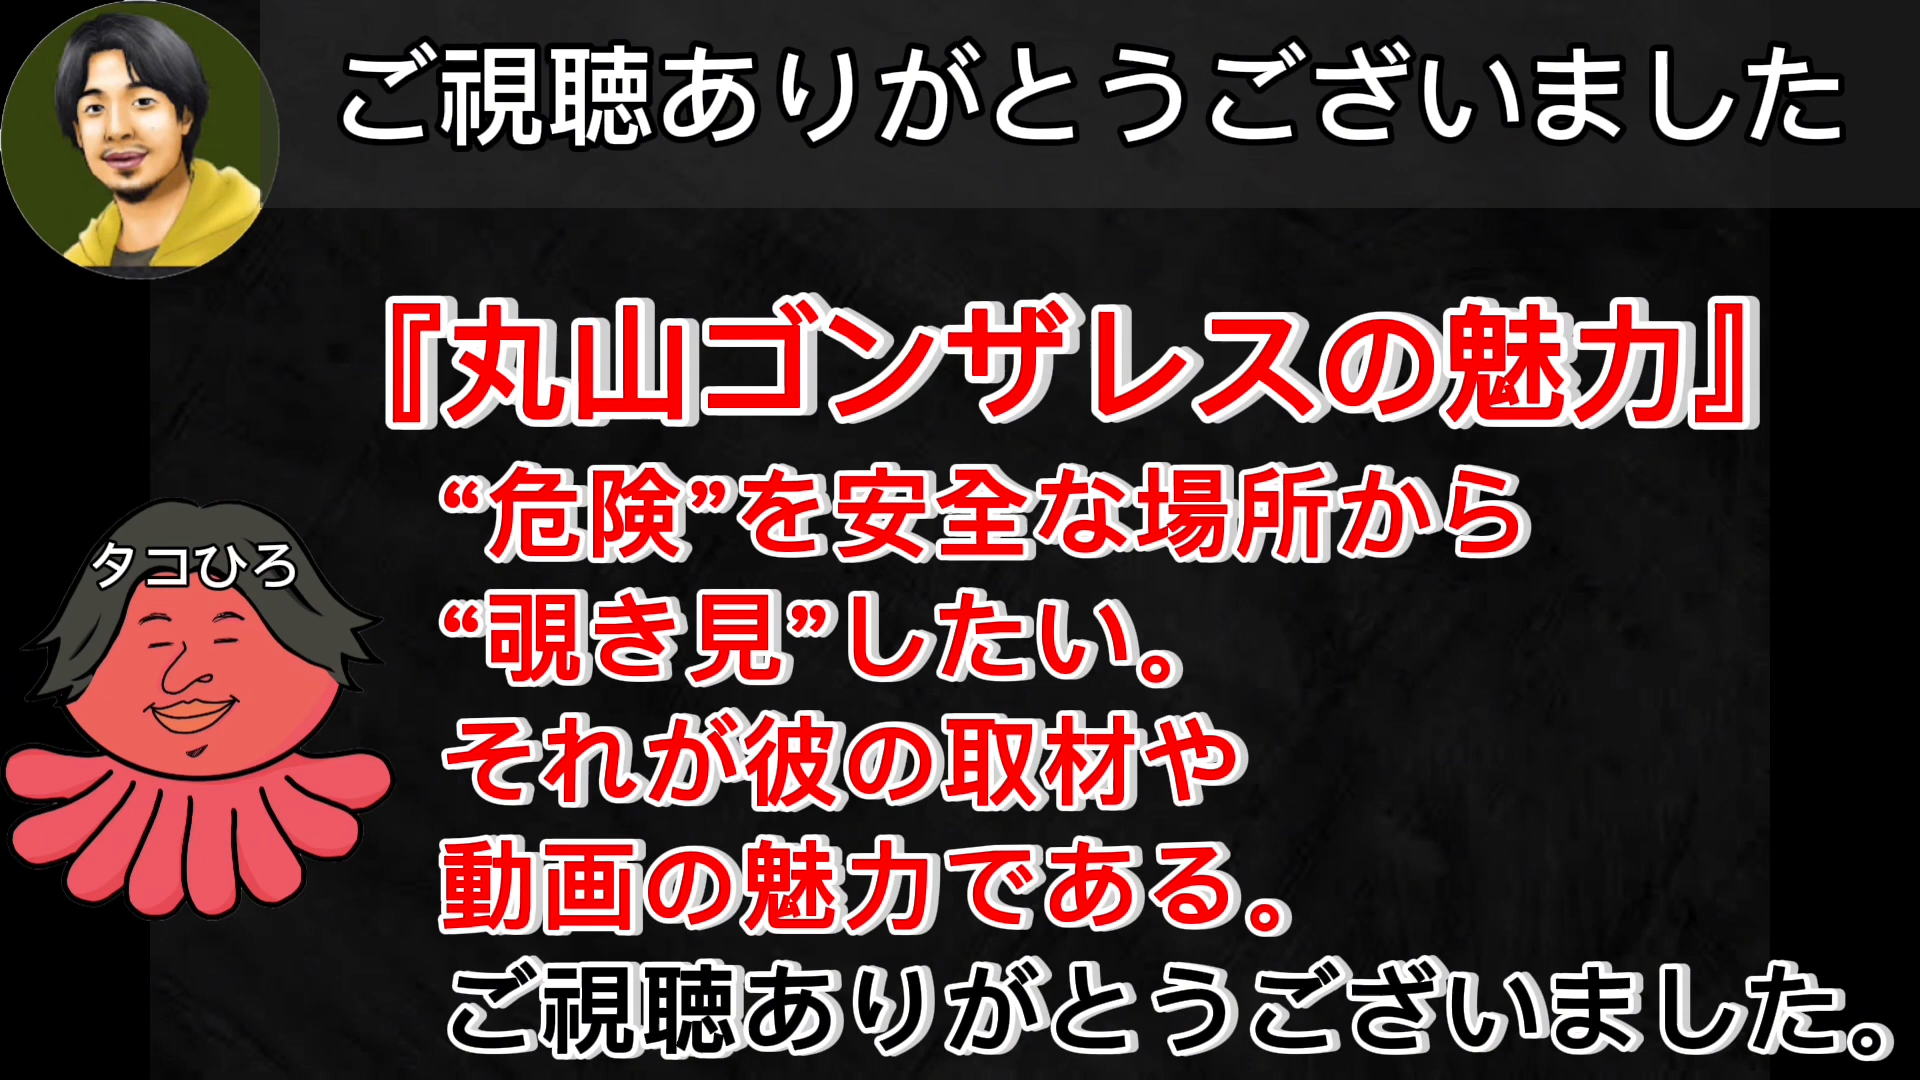 ご視聴ありがとうございました
『丸山ゴンザレスの魅力』
“危険”を安全な場所から
タコひろ
“覗き見”したい。
それが彼の取材や
動画の魅力である。
ご視聴ありがとうございました。